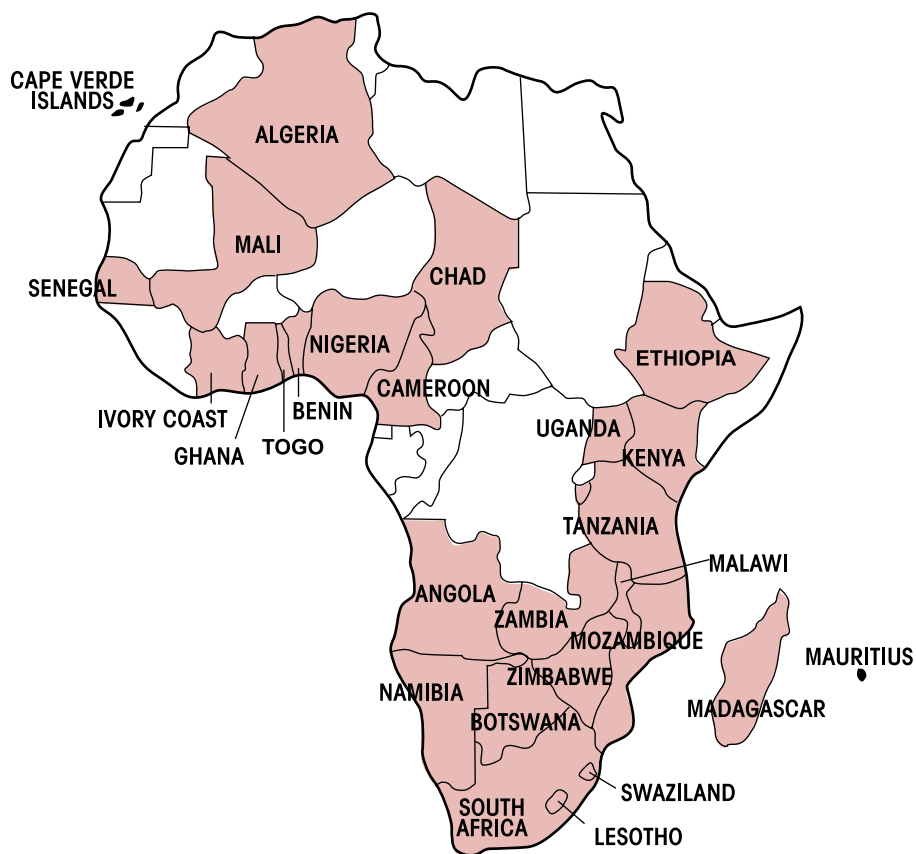 CAPE VERDE
ISLANDS
ALGERIA
MALI
CHAD
SENEGAL
NIGERIA
ETHIOPIA
CAMEROON
IVORY COAST
BENIN
GHANA
TOGO
UGANDA
KENYA
TANZANIA
MALAWI
ANGOLA
ZAMBIA
MOZAMBIQUE
MAURITIUS
ZIMBABWE
NAMIBIA
MADAGASCAR
BOTSWANA
SWAZILAND
SOUTH
AFRICA
LESOTHO